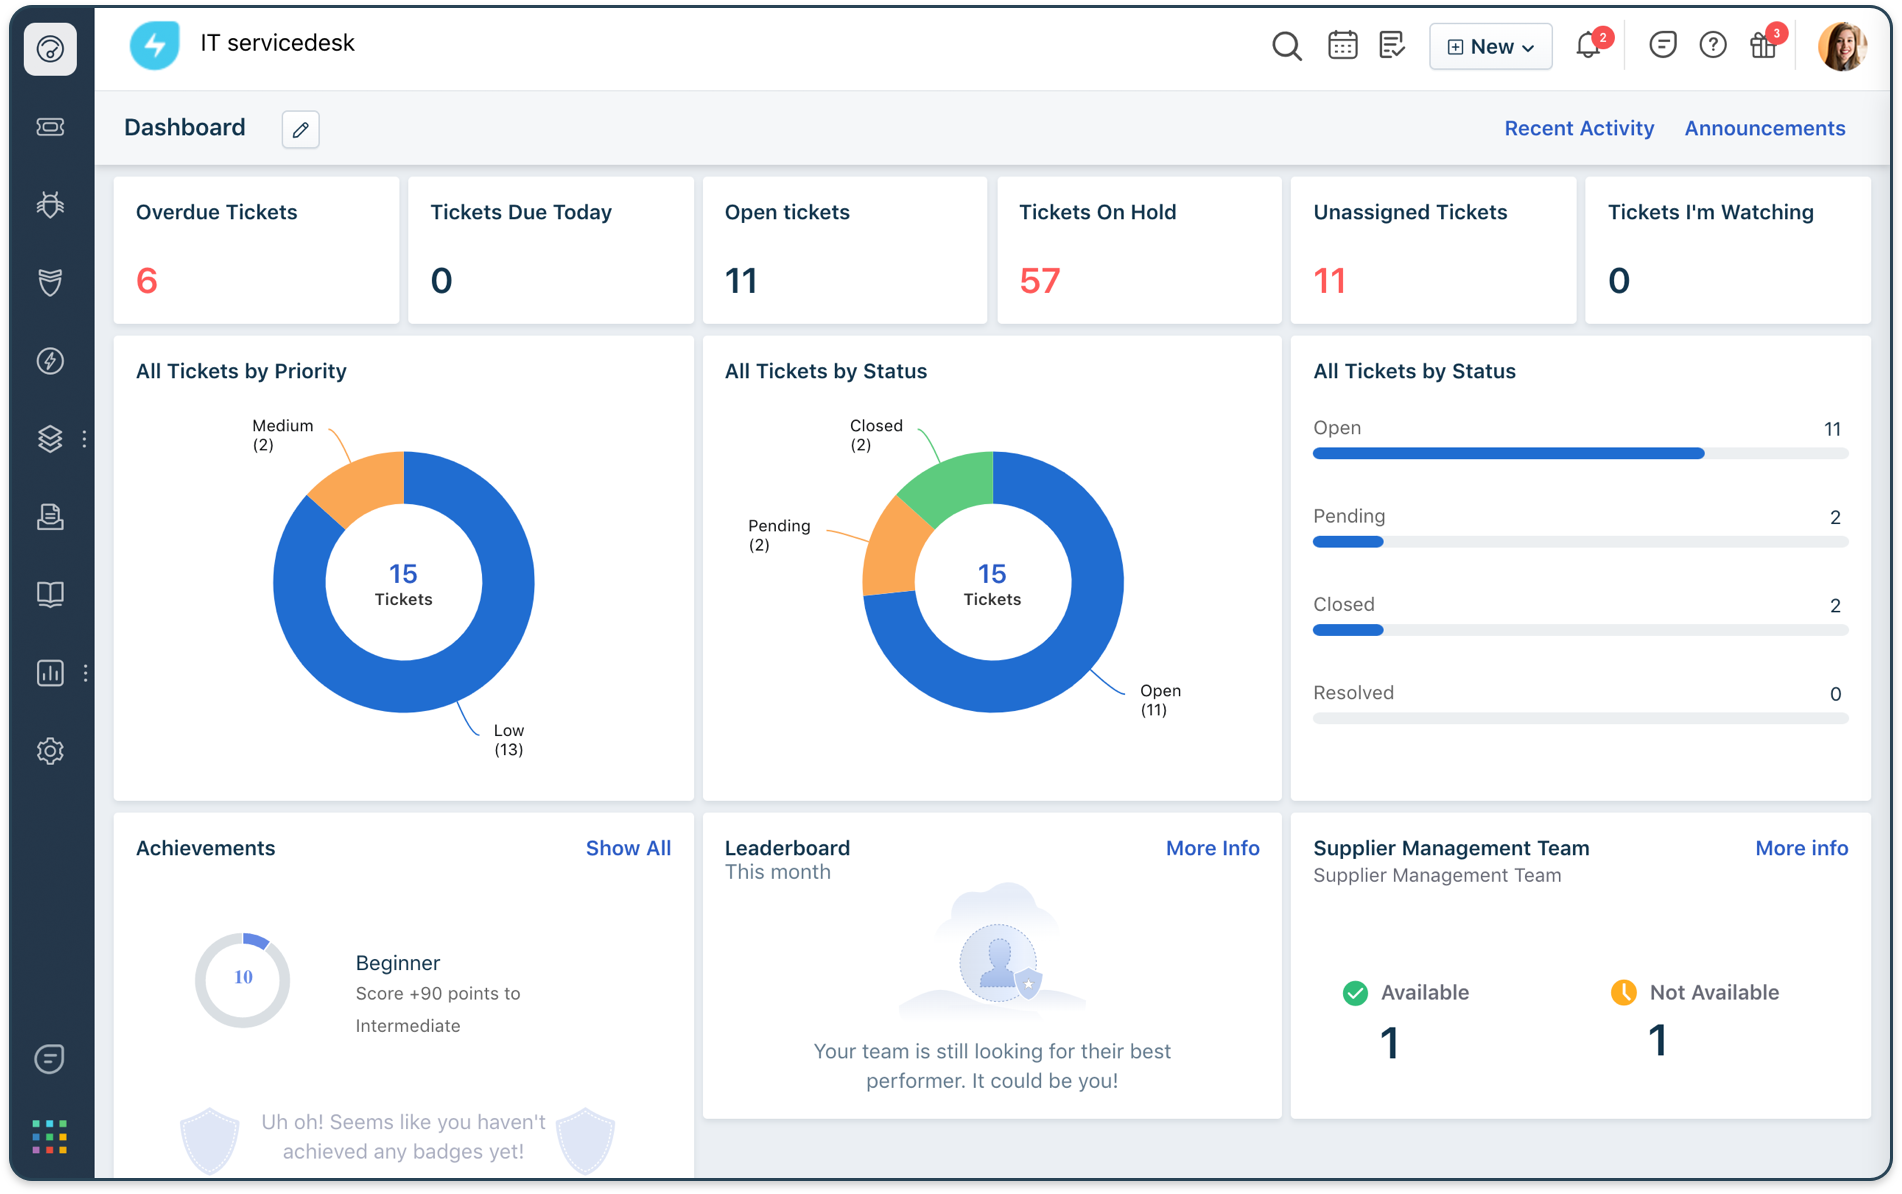 IT servicedesk
New
2
3
Dashboard
Recent Activity
Announcements
Overdue Tickets
6
Tickets Due Today
0
Open tickets
11
Tickets On Hold
57
Unassigned Tickets
11
Tickets I'm Watching
0
All Tickets by Priority
Medium
(2)
15
Tickets
Low
(13)
All Tickets by Status
Closed
(2)
Pending
(2)
15
Tickets
Open
(11)
All Tickets by Status
Open 11
Pending 2
Closed 2
Resolved 0
Achievements
Show All
10
Beginner
Score +90 points to
Intermediate
Uh oh! Seems like you haven't
achieved any badges yet!
Leaderboard
More Info
This month
Your team is still looking for their best
performer. It could be you!
Supplier Management Team
More info
Supplier Management Team
Available
1
Not Available
1